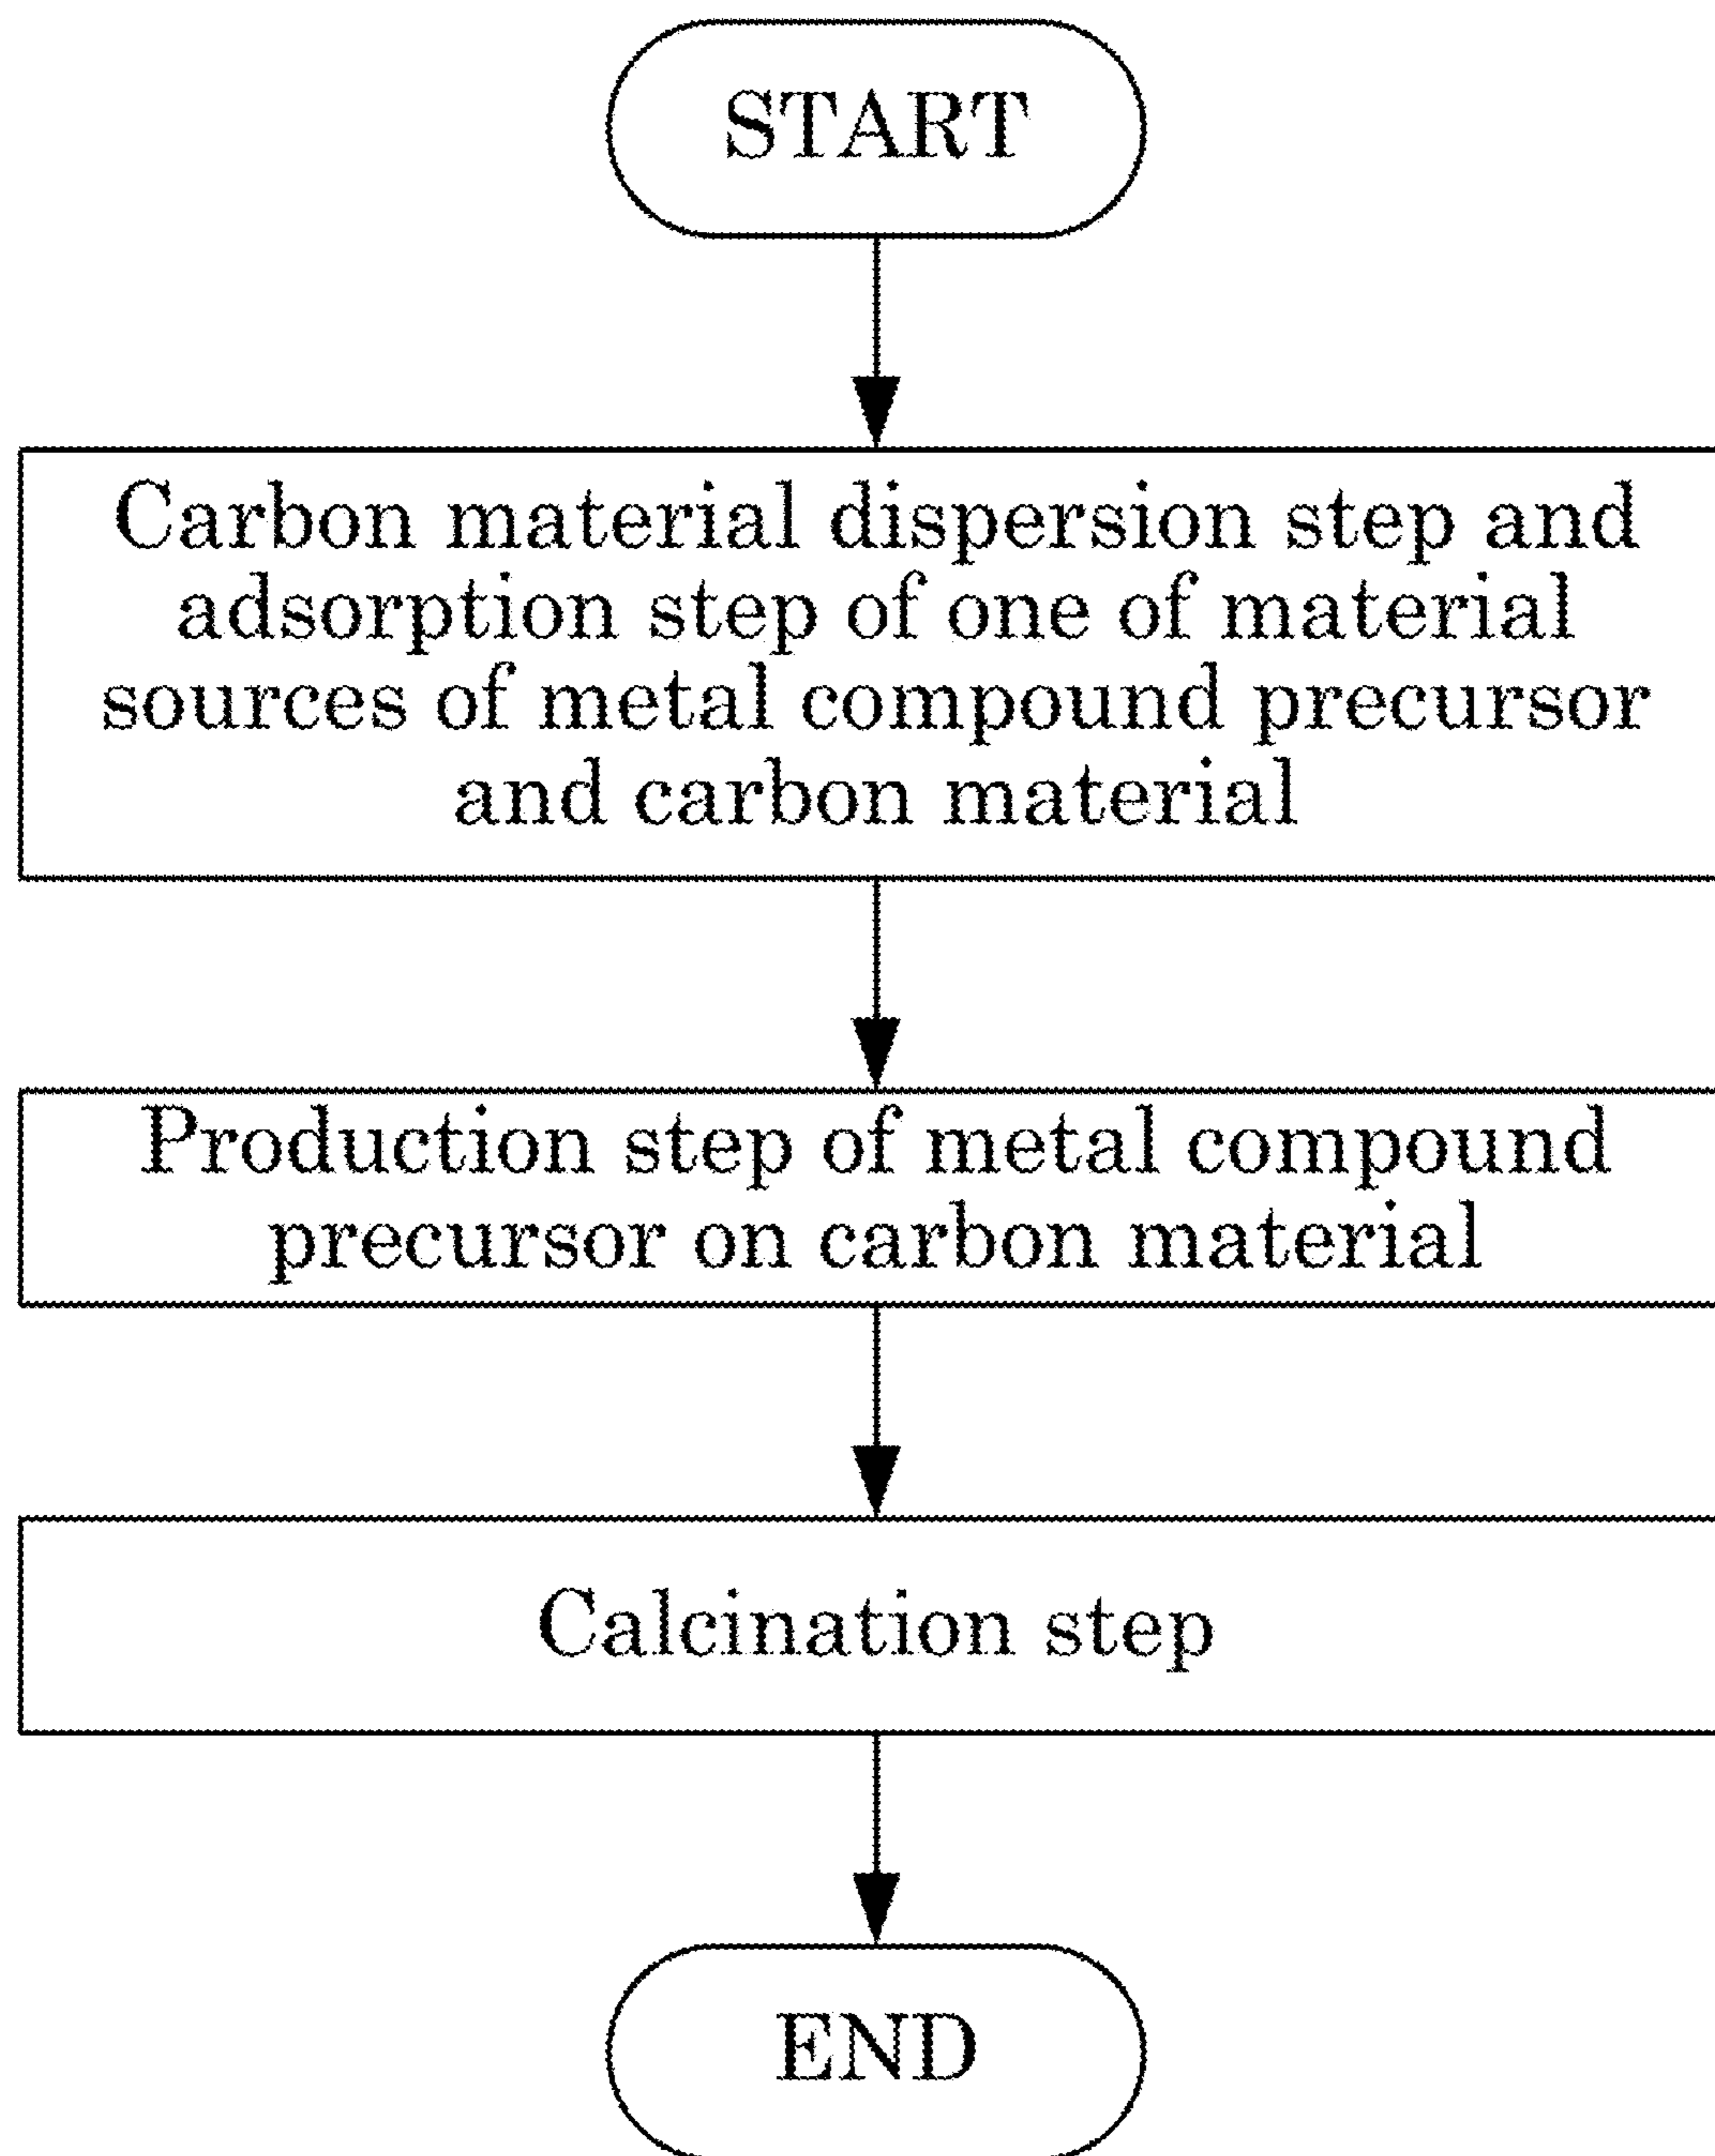 START
Carbon material dispersion step and
adsorption step of one of material
sources of metal compound precursor
and carbon material
Production step of metal compound
precursor on carbon material
Calcination step
END